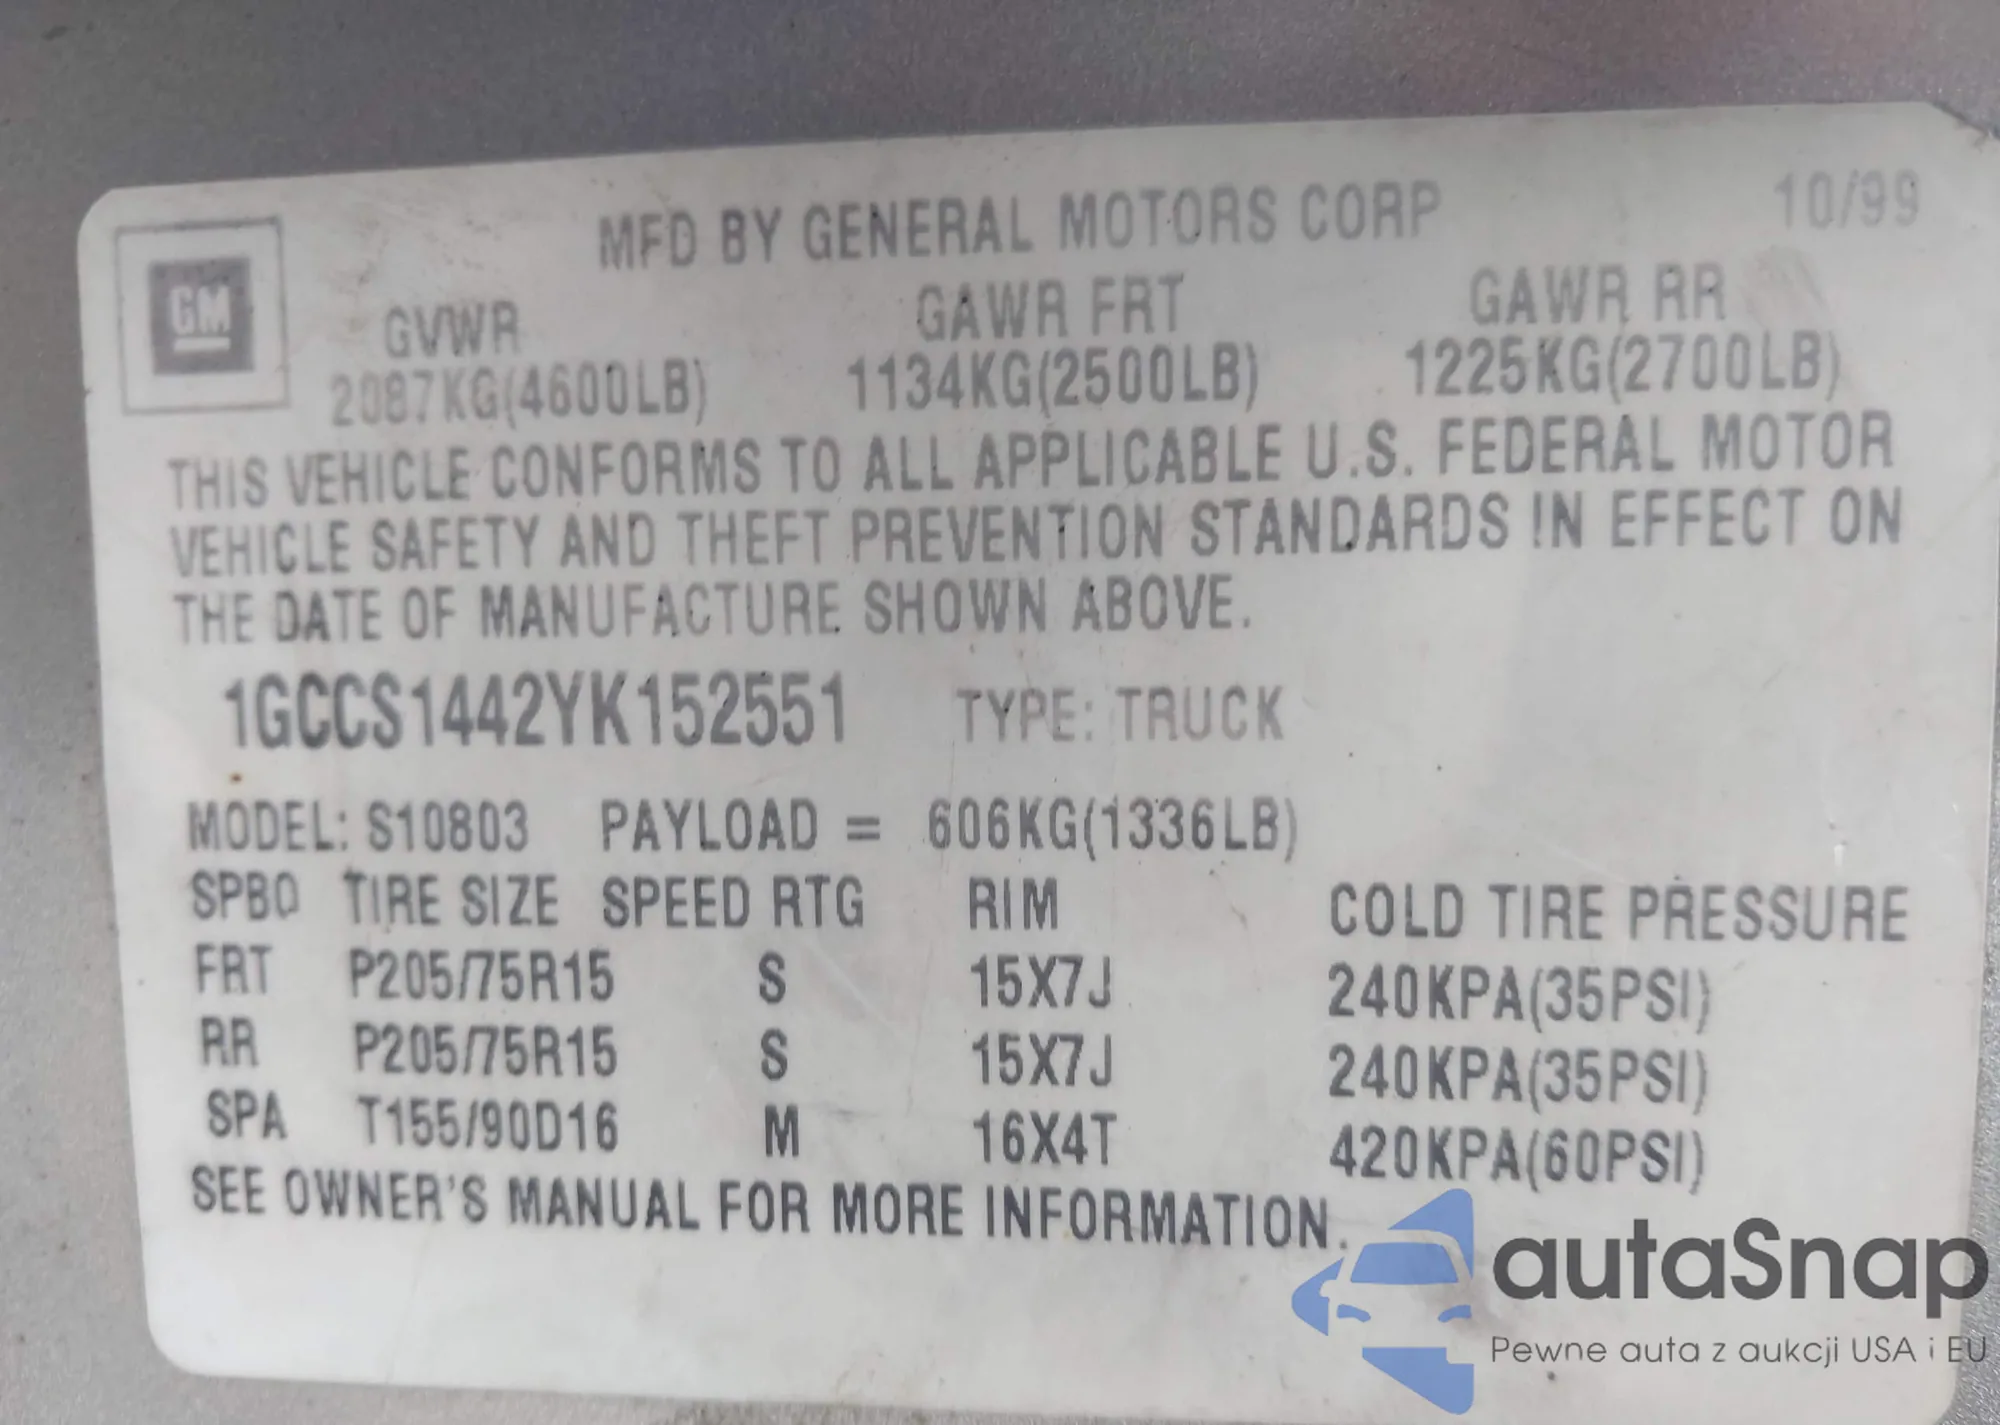 MFD BY GENERAL MOTORS CORP 10/99
GM
GVWR GAWR FRT GAWR RR
2087KG(4600LB) 1134KG(2500LB) 1225KG(2700LB)
THIS VEHICLE CONFORMS TO ALL APPLICABLE U.S. FEDERAL MOTOR
VEHICLE SAFETY AND THEFT PREVENTION STANDARDS IN EFFECT ON
THE DATE OF MANUFACTURE SHOWN ABOVE.
1GCCS1442YK152551 TYPE: TRUCK
MODEL: S10803 PAYLOAD = 606KG(1336LB)
SPBO TIRE SIZE SPEED RTG RIM COLD TIRE PRESSURE
FRT P205/75R15 S 15X7J 240KPA(35PSI)
RR P205/75R15 S 15X7J 240KPA(35PSI)
SPA T155/90D16 M 16X4T 420KPA(60PSI)
SEE OWNER'S MANUAL FOR MORE INFORMATION.
autaSnap
Pewne auta z aukcji USA i EU